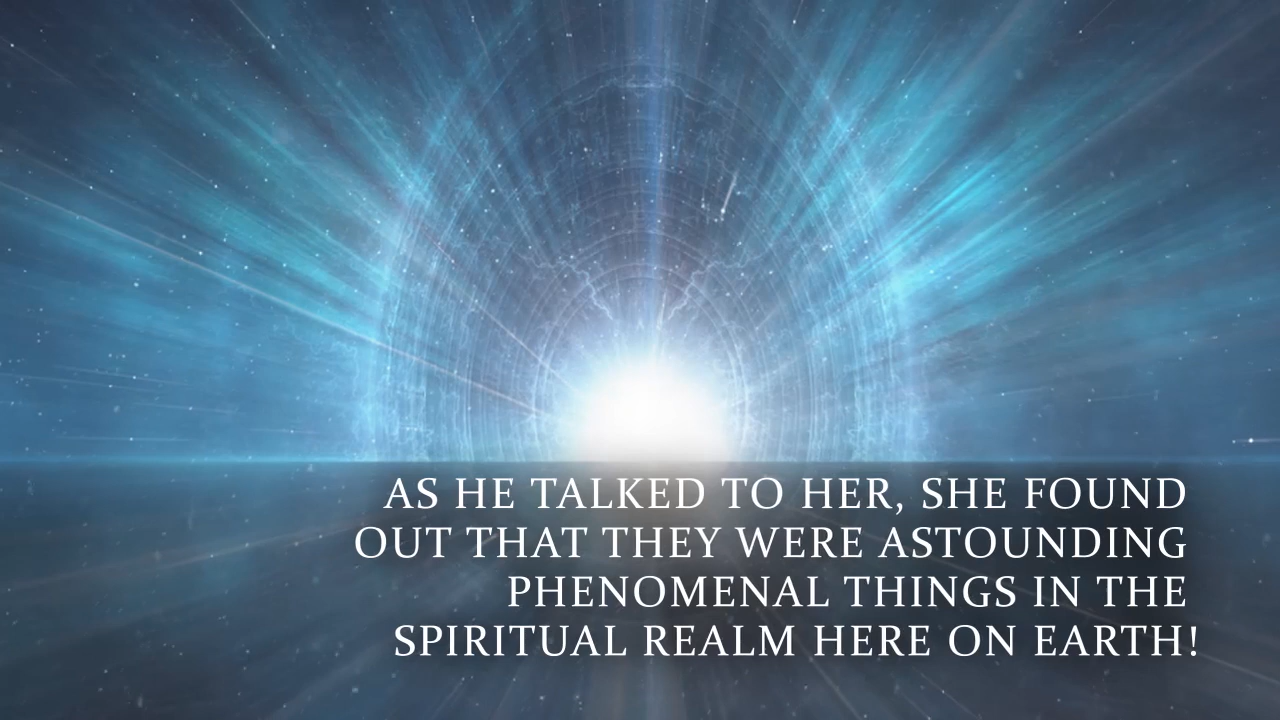 AS HE TALKED TO HER, SHE FOUND
OUT THAT THEY WERE ASTOUNDING
PHENOMENAL THINGS IN THE
SPIRITUAL REALM HERE ON EARTH!